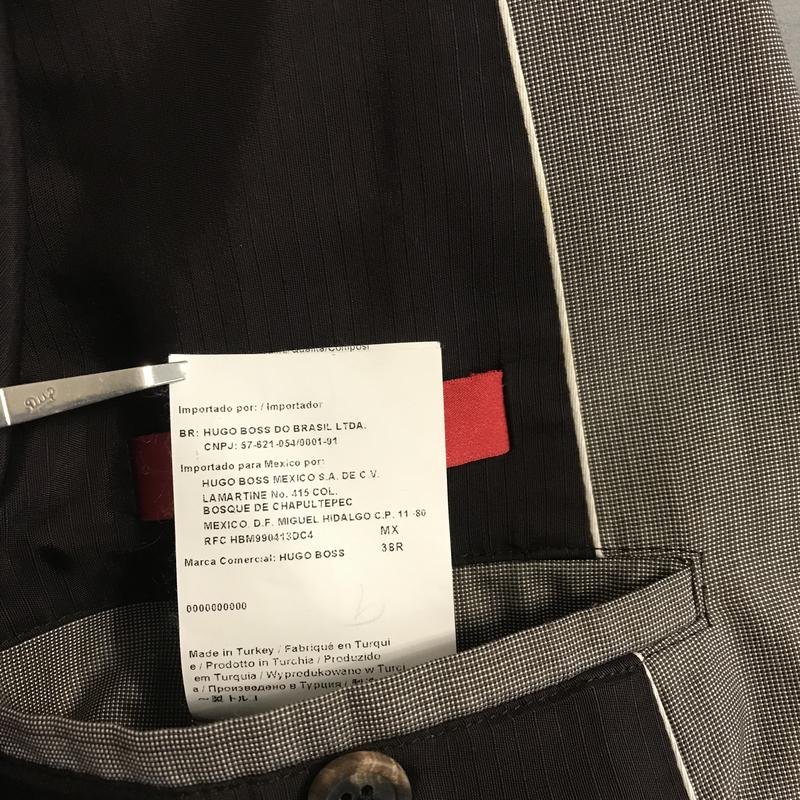 Importado por: / Importador
BR: HUGO BOSS DO BRASIL LTDA.
CNPJ: 57-621-054/0001-91
Importado para Mexico por:
HUGO BOSS MEXICO S.A. DE C.V.
LAMARTINE No. 415 COL.
BOSQUE DE CHAPULTEPEC
MEXICO, D.F. MIGUEL HIDALGO C.P. 11
RFC HBM990413DC4 MX
Marca Comercial: HUGO BOSS 38R
0000000000
Made in Turkey / Fabriqué en Turqui
e / Prodotto in Turchia / Produzido
em Turquia / Wyprodukowano w Turcj
a / Произведено в Турция /